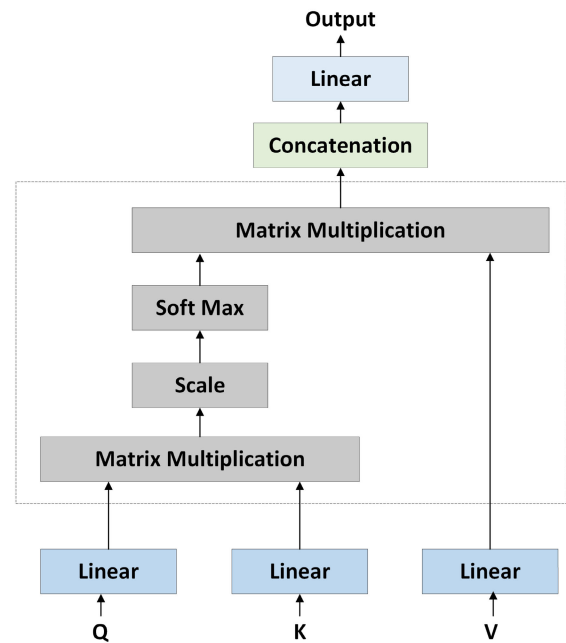 Output
Linear
Concatenation
Matrix Multiplication
Soft Max
Scale
Matrix Multiplication
Linear Linear Linear
Q K V